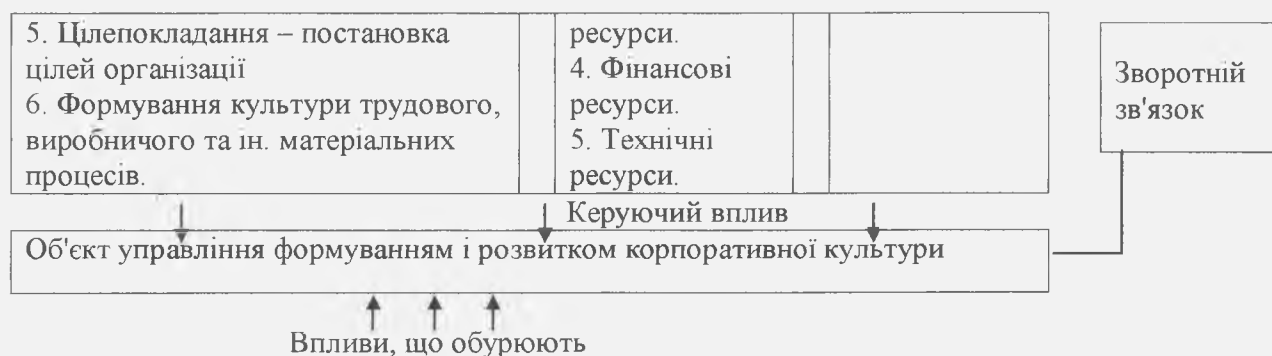 5. Цілепокладання – постановка
цілей організації
6. Формування культури трудового,
виробничого та ін. матеріальних
процесів.
ресурси.
4. Фінансові
ресурси.
5. Технічні
ресурси.
Зворотній
зв'язок
Керуючий вплив
Об'єкт управління формуванням і розвитком корпоративної культури
Впливи, що обурюють